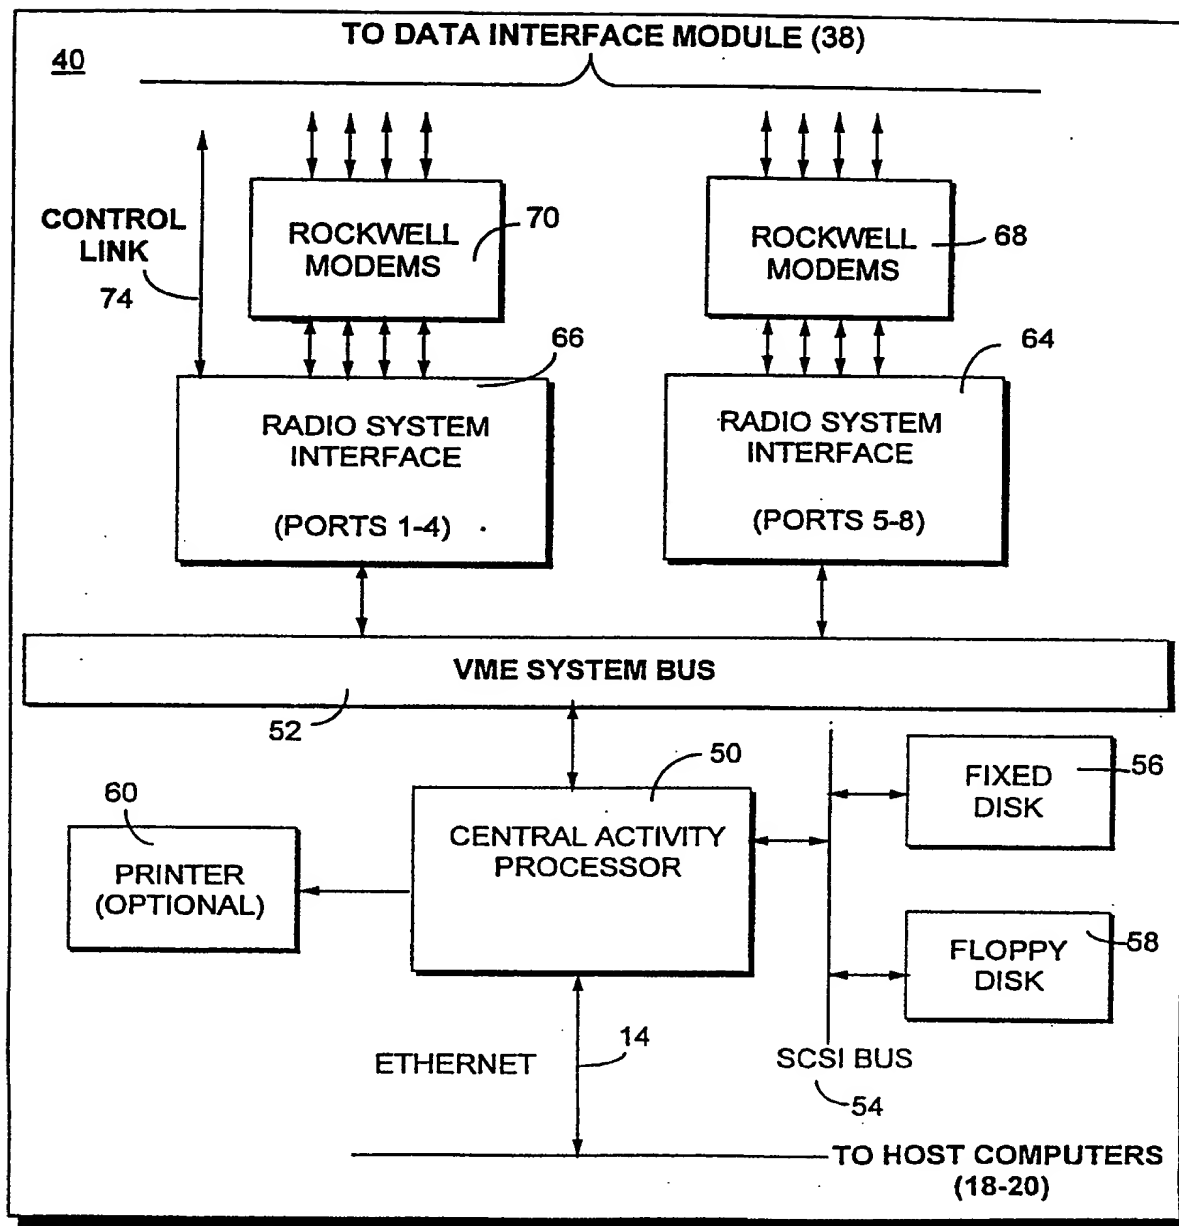 TO DATA INTERFACE MODULE (38)
40
CONTROL
LINK
74
ROCKWELL
MODEMS
70
ROCKWELL
MODEMS
68
66
RADIO SYSTEM
INTERFACE
(PORTS 1-4)
64
RADIO SYSTEM
INTERFACE
(PORTS 5-8)
VME SYSTEM BUS
52
50
CENTRAL ACTIVITY
PROCESSOR
60
PRINTER
(OPTIONAL)
FIXED
DISK
56
FLOPPY
DISK
58
ETHERNET
14
SCSI BUS
54
TO HOST COMPUTERS
(18-20)